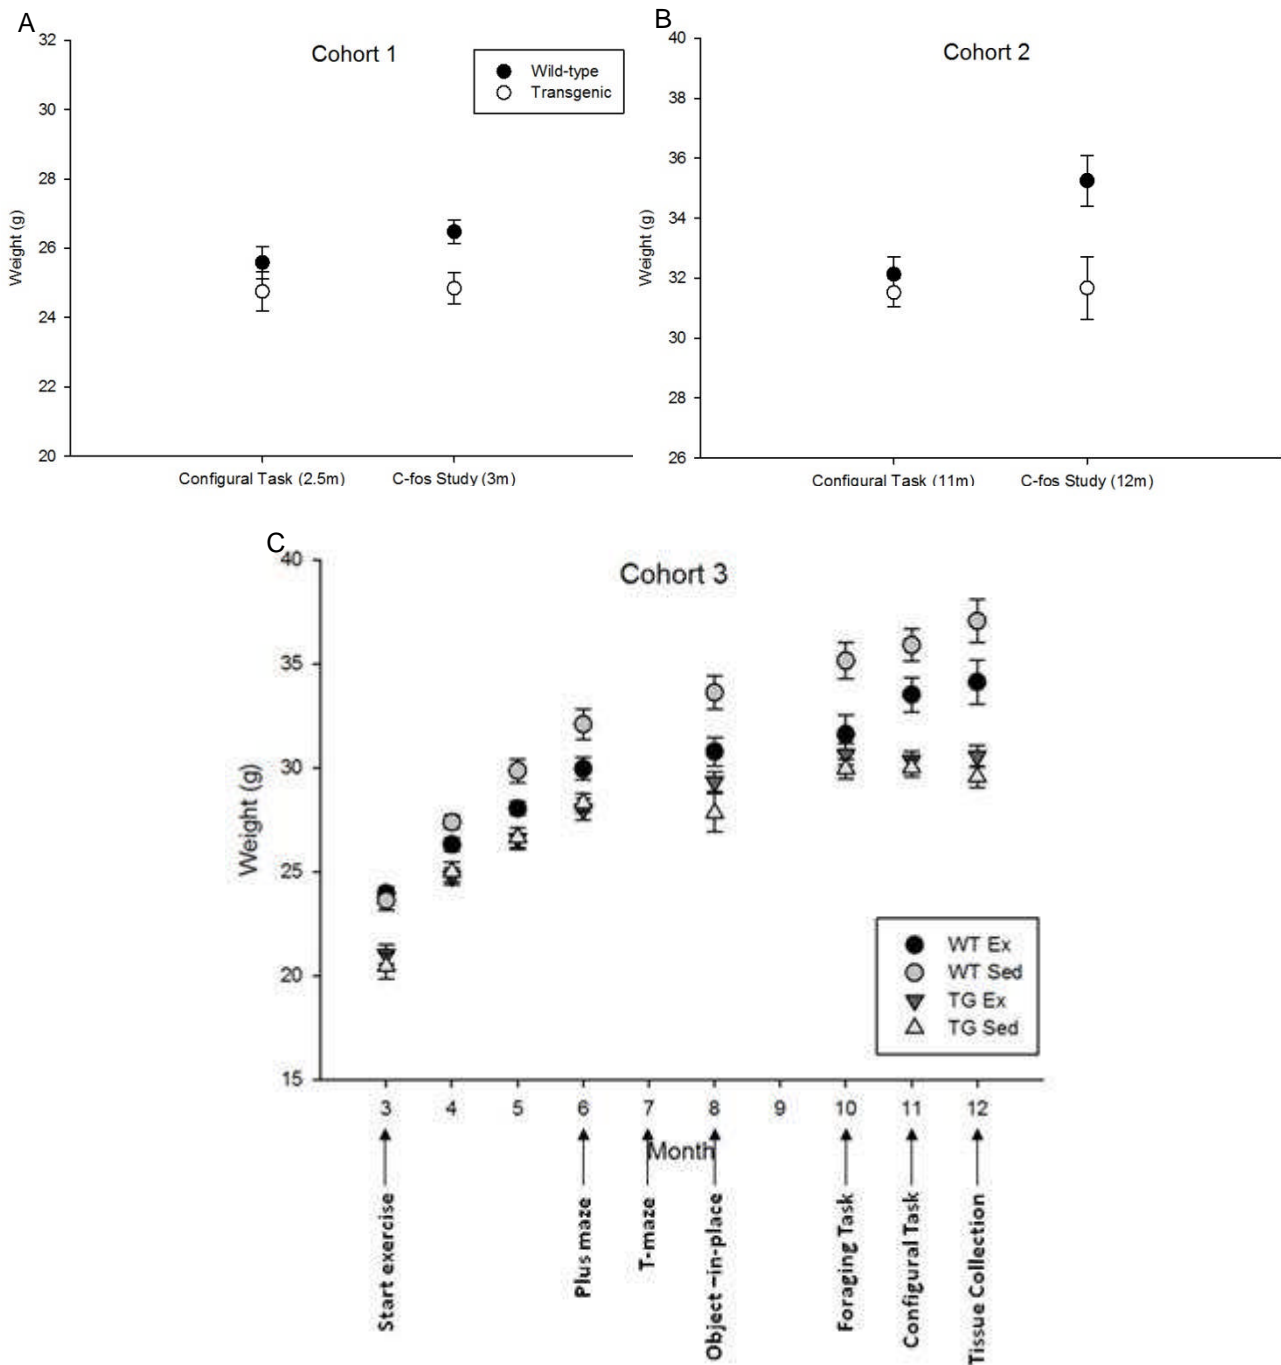 A
Cohort 1
Wild-type
Transgenic
Weight (g)
32
30
28
26
24
22
20
Configural Task (2.5m)
C-fos Study (3m)
B
Cohort 2
Weight (g)
40
38
36
34
32
30
28
26
Configural Task (11m)
C-fos Study (12m)
C
Cohort 3
Weight (g)
40
35
30
25
20
15
WT Ex
WT Sed
TG Ex
TG Sed
3 4 5 6 7 8 9 10 11 12
Month
Start exercise
Plus maze
T-maze
Object –in-place
Foraging Task
Configural Task
Tissue Collection